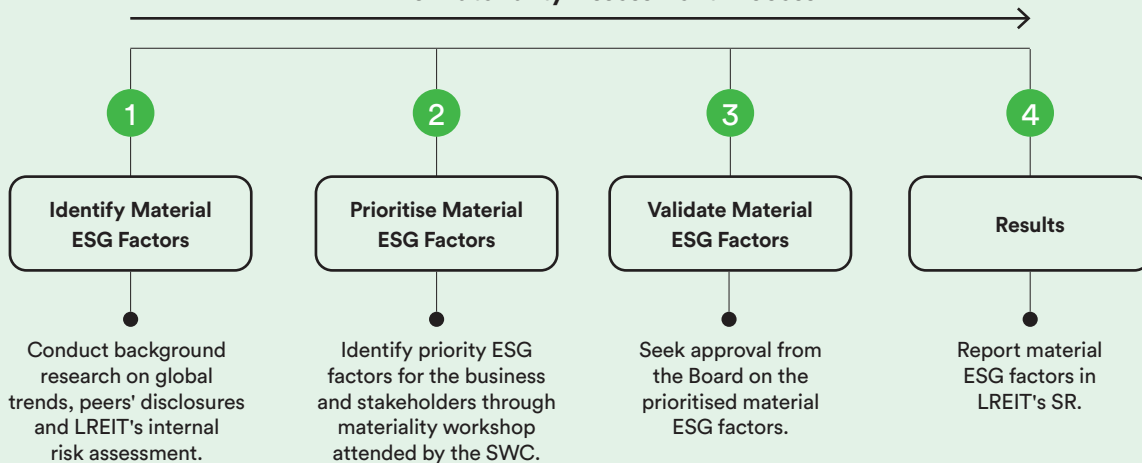 1
2
3
4
Identify Material
ESG Factors
Prioritise Material
ESG Factors
Validate Material
ESG Factors
Results
Conduct background
research on global
trends, peers' disclosures
and LREIT's internal
risk assessment.
Identify priority ESG
factors for the business
and stakeholders through
materiality workshop
attended by the SWC.
Seek approval from
the Board on the
prioritised material
ESG factors.
Report material
ESG factors in
LREIT's SR.